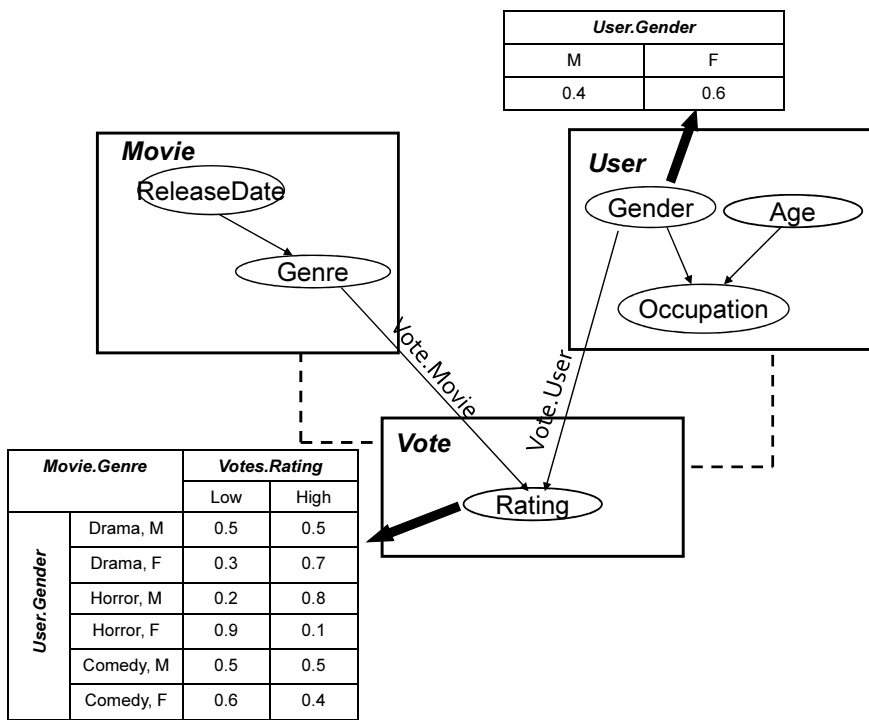 User.Gender
M F
0.4 0.6
Movie
ReleaseDate
Genre
User
Gender
Age
Occupation
Vote.Movie
Vote.User
Vote
Rating
Movie.Genre Votes.Rating
Low High
User.Gender
Drama, M 0.5 0.5
Drama, F 0.3 0.7
Horror, M 0.2 0.8
Horror, F 0.9 0.1
Comedy, M 0.5 0.5
Comedy, F 0.6 0.4